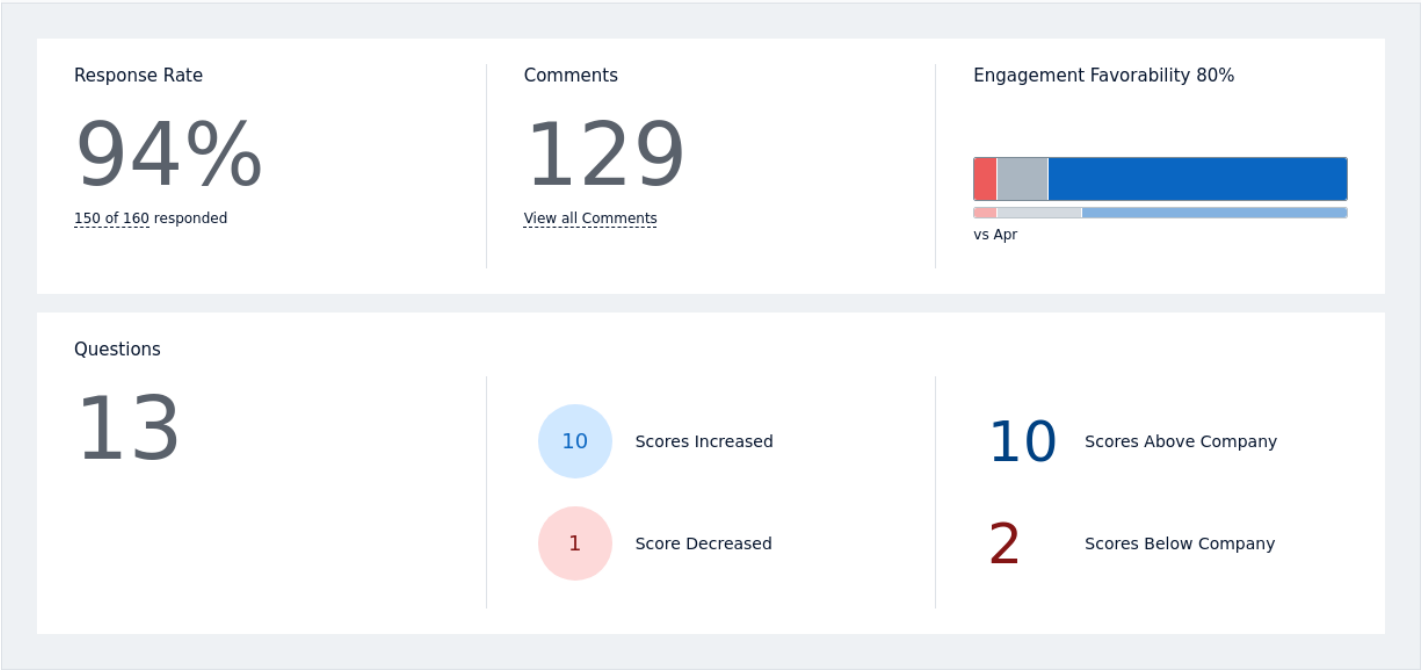 Response Rate
94%
150 of 160 responded
Comments
129
View all Comments
Engagement Favorability 80%
vs Apr
Questions
13
10 Scores Increased
1 Score Decreased
10 Scores Above Company
2 Scores Below Company